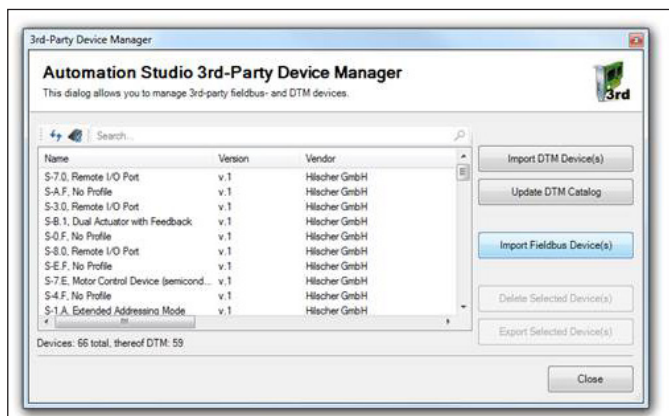 3rd-Party Device Manager
Automation Studio 3rd-Party Device Manager
This dialog allows you to manage 3rd-party fieldbus- and DTM devices.
3rd
Search...
Name Version Vendor
S-7.0, Remote I/O Port v.1 Hilscher GmbH
S-A.F, No Profile v.1 Hilscher GmbH
S-3.0, Remote I/O Port v.1 Hilscher GmbH
S-B.1, Dual Actuator with Feedback v.1 Hilscher GmbH
S-0.F, No Profile v.1 Hilscher GmbH
S-8.0, Remote I/O Port v.1 Hilscher GmbH
S-E.F, No Profile v.1 Hilscher GmbH
S-7.E, Motor Control Device (semicond... v.1 Hilscher GmbH
S-4.F, No Profile v.1 Hilscher GmbH
S-1.A, Extended Addressing Mode v.1 Hilscher GmbH
Devices: 66 total, thereof DTM: 59
Import DTM Device(s)
Update DTM Catalog
Import Fieldbus Device(s)
Delete Selected Device(s)
Export Selected Device(s)
Close